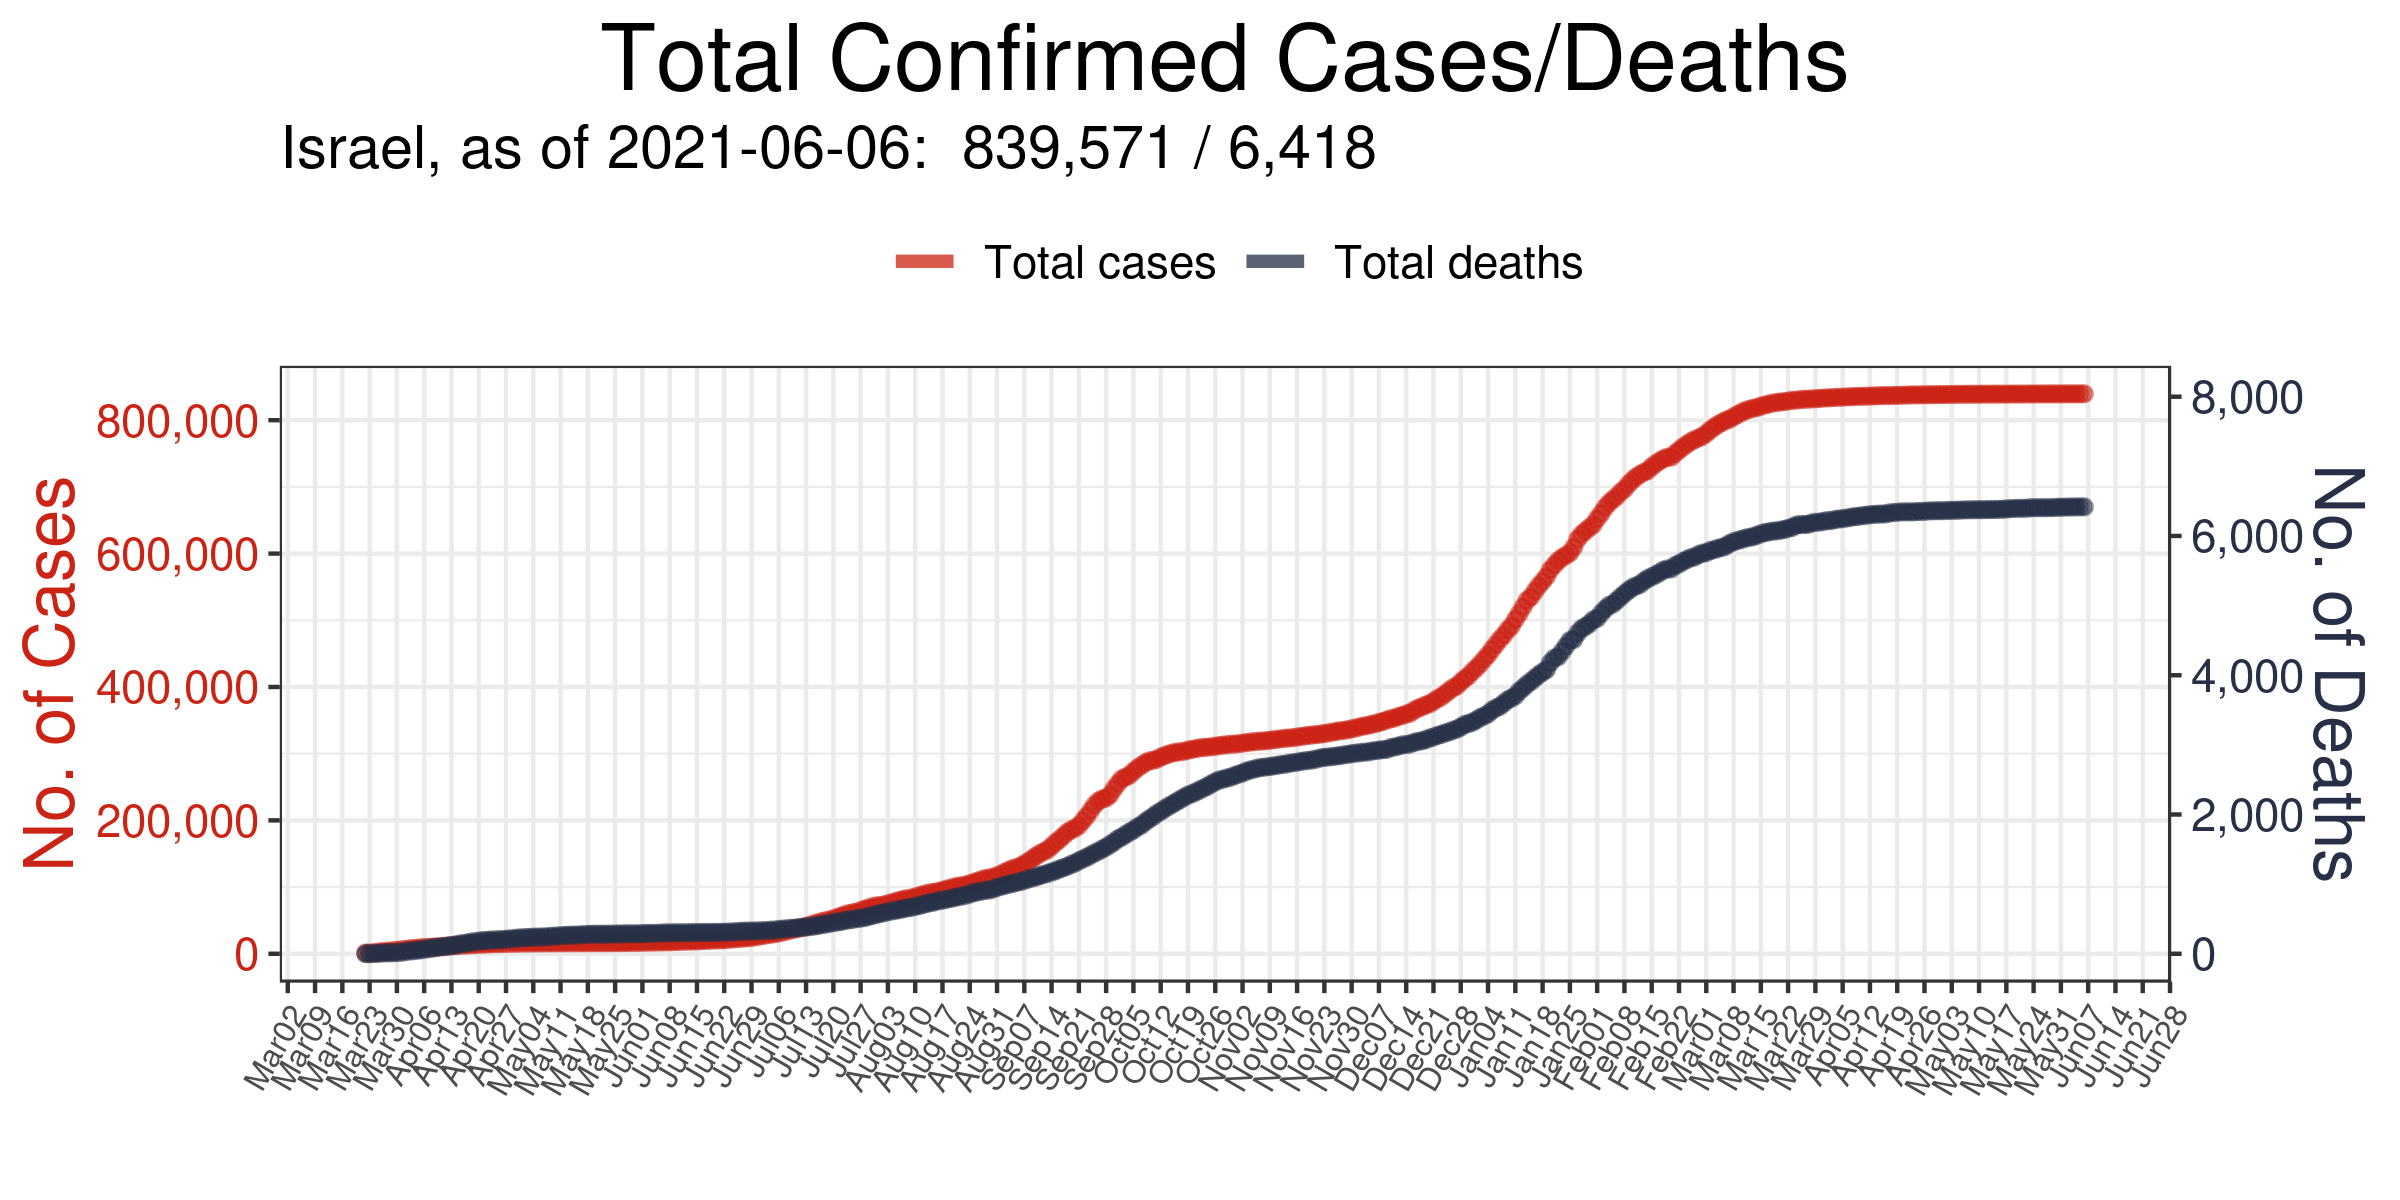 Total Confirmed Cases/Deaths
Israel, as of 2021-06-06:  839,571 / 6,418
Total cases
Total deaths
No. of Cases
800,000
600,000
400,000
200,000
0
8,000
6,000
4,000
2,000
0
No. of Deaths
Mar02
Mar09
Mar16
Mar23
Mar30
Apr06
Apr13
Apr20
Apr27
May04
May11
May18
May25
Jun01
Jun08
Jun15
Jun22
Jun29
Jul06
Jul13
Jul20
Jul27
Aug03
Aug10
Aug17
Aug24
Aug31
Sep07
Sep14
Sep21
Sep28
Oct05
Oct12
Oct19
Oct26
Nov02
Nov09
Nov16
Nov23
Nov30
Dec07
Dec14
Dec21
Dec28
Jan04
Jan11
Jan18
Jan25
Feb01
Feb08
Feb15
Feb22
Mar01
Mar08
Mar15
Mar22
Mar29
Apr05
Apr12
Apr19
Apr26
May03
May10
May17
May24
May31
Jun07
Jun14
Jun21
Jun28